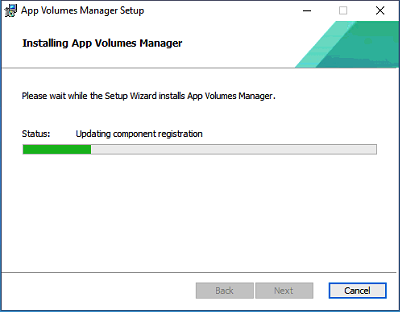 App Volumes Manager Setup
Installing App Volumes Manager
Please wait while the Setup Wizard installs App Volumes Manager.
Status: Updating component registration
Back Next Cancel